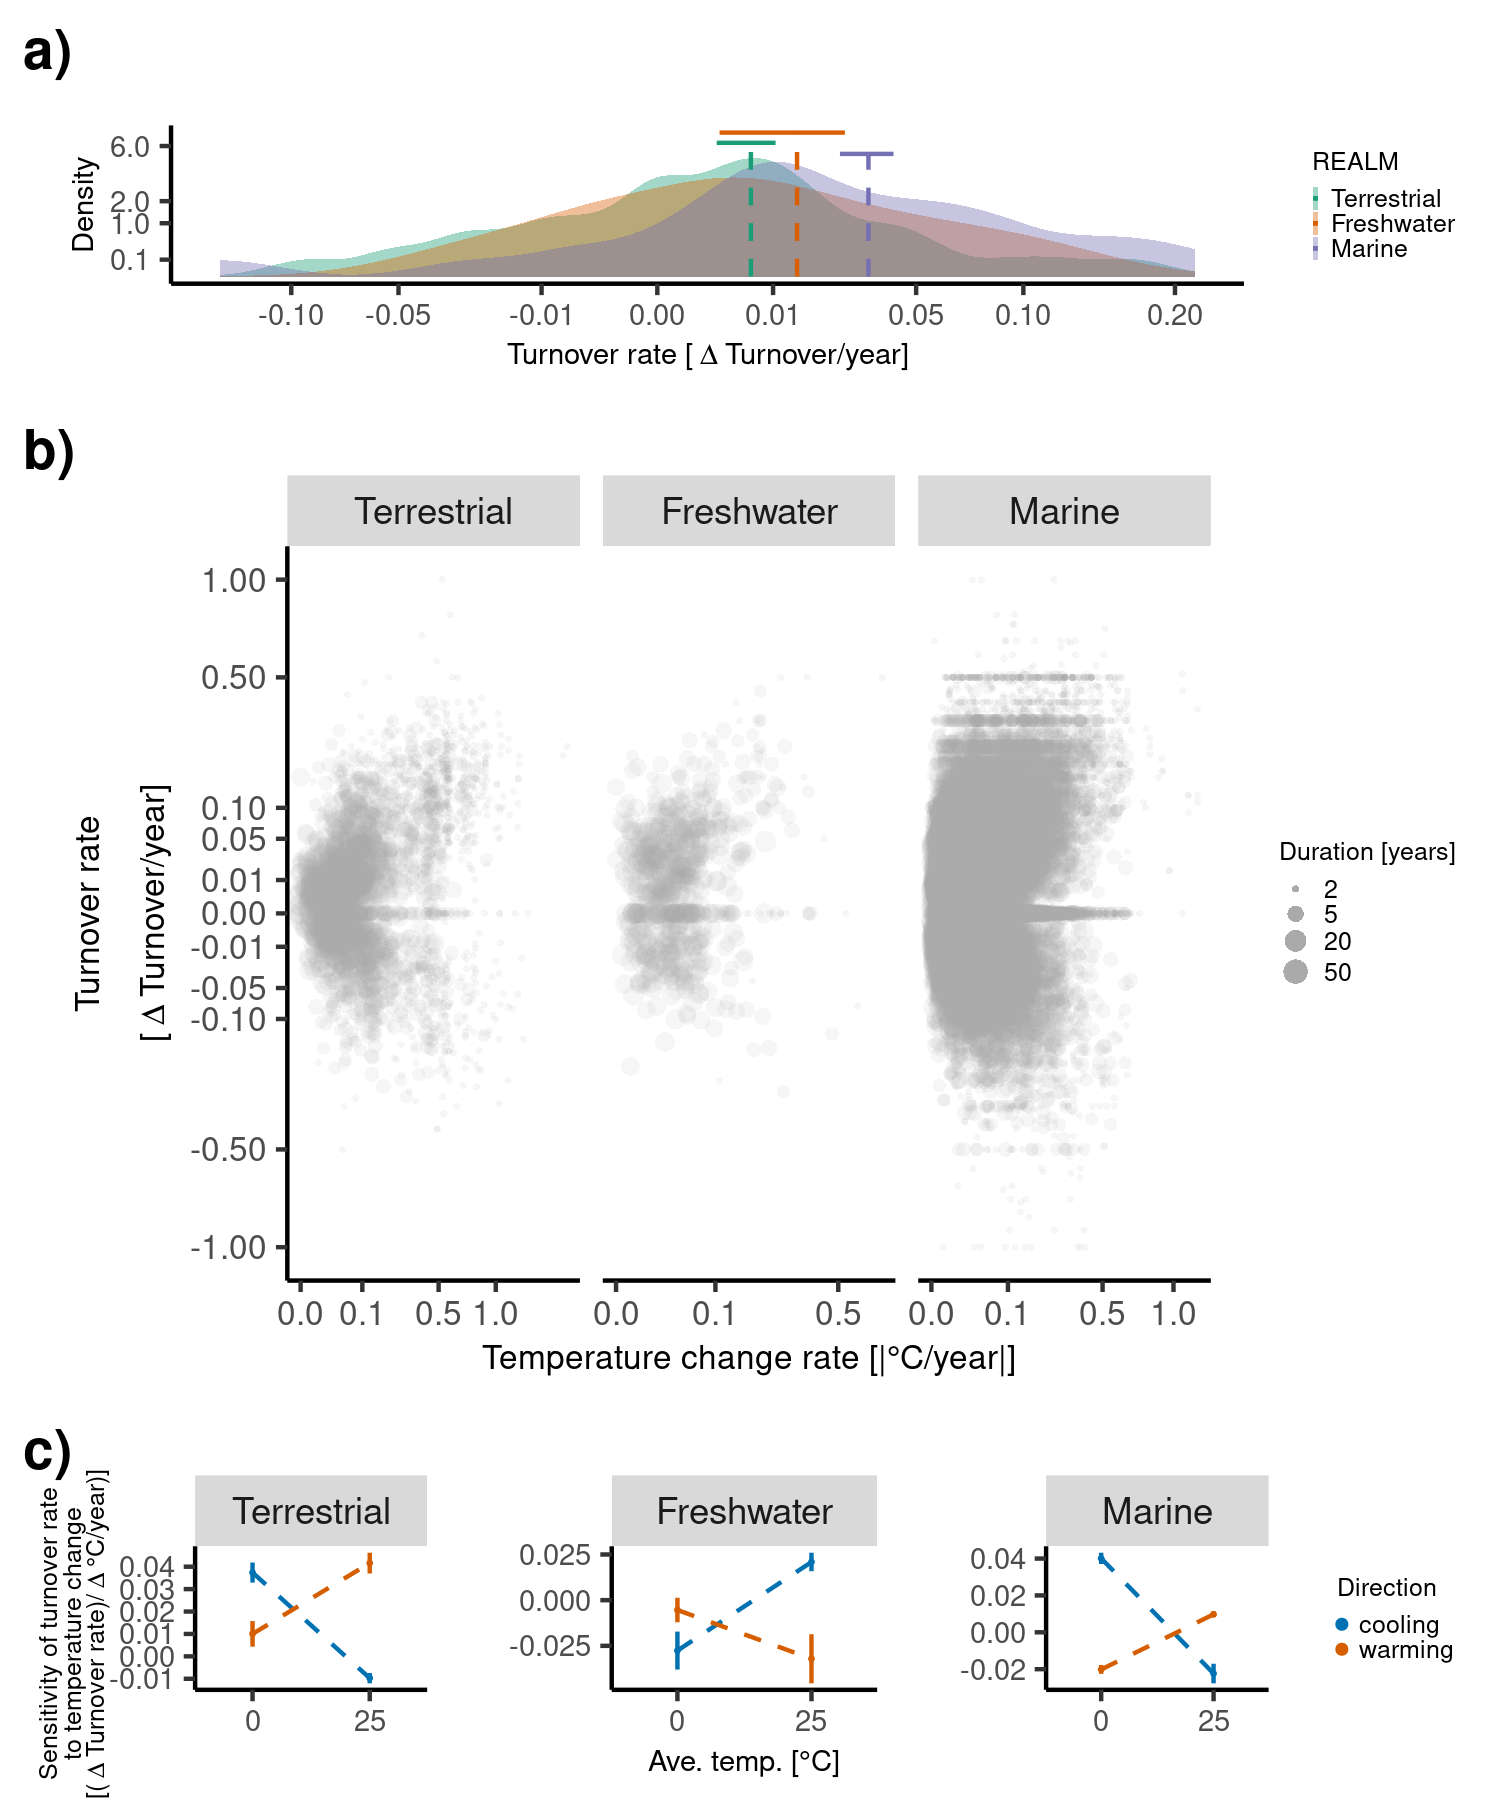 a)
6.0
2.0
1.0
0.1
Density
-0.10 -0.05 -0.01 0.00 0.01 0.05 0.10 0.20
Turnover rate [ Δ Turnover/year]
REALM
Terrestrial
Freshwater
Marine
b)
Terrestrial Freshwater Marine
1.00
0.50
0.10
0.05
0.01
0.00
-0.01
-0.05
-0.10
-0.50
-1.00
Turnover rate
[ Δ Turnover/year]
0.0 0.1 0.5 1.0 0.0 0.1 0.5 0.0 0.1 0.5 1.0
Temperature change rate [|°C/year|]
Duration [years]
2
5
20
50
c)
Sensitivity of turnover rate
to temperature change
[( Δ Turnover rate)/ Δ °C/year)]
Terrestrial
0.04
0.03
0.02
0.01
0.00
-0.01
0 25
Freshwater
0.025
0.000
-0.025
0 25
Marine
0.04
0.02
0.00
-0.02
0 25
Ave. temp. [°C]
Direction
cooling
warming